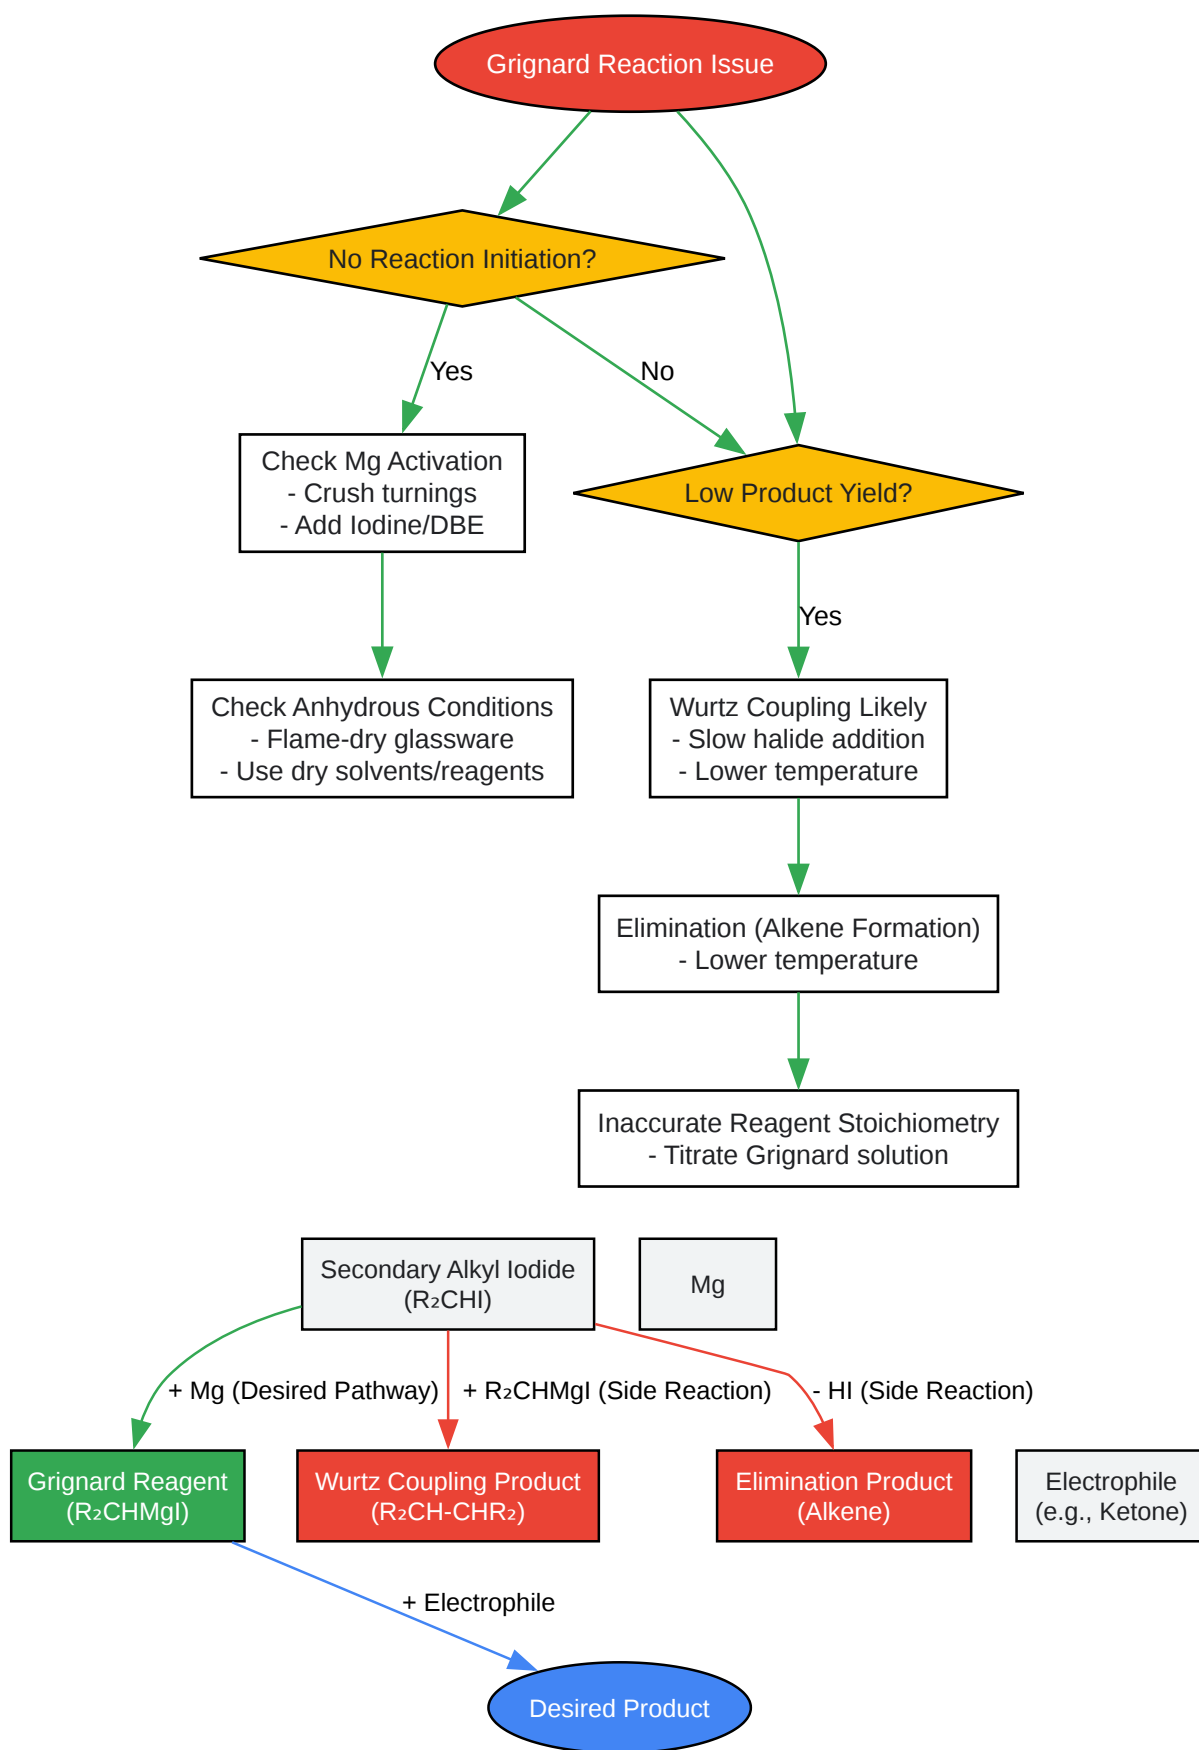 Grignard Reaction Issue
No Reaction Initiation?
Yes
No
Check Mg Activation
- Crush turnings
- Add Iodine/DBE
Low Product Yield?
Yes
Check Anhydrous Conditions
- Flame-dry glassware
- Use dry solvents/reagents
Wurtz Coupling Likely
- Slow halide addition
- Lower temperature
Elimination (Alkene Formation)
- Lower temperature
Inaccurate Reagent Stoichiometry
- Titrate Grignard solution
Secondary Alkyl Iodide
(R₂CHI)
Mg
+ Mg (Desired Pathway)
+ R₂CHMgI (Side Reaction)
- HI (Side Reaction)
Grignard Reagent
(R₂CHMgI)
Wurtz Coupling Product
(R₂CH-CHR₂)
Elimination Product
(Alkene)
Electrophile
(e.g., Ketone)
+ Electrophile
Desired Product